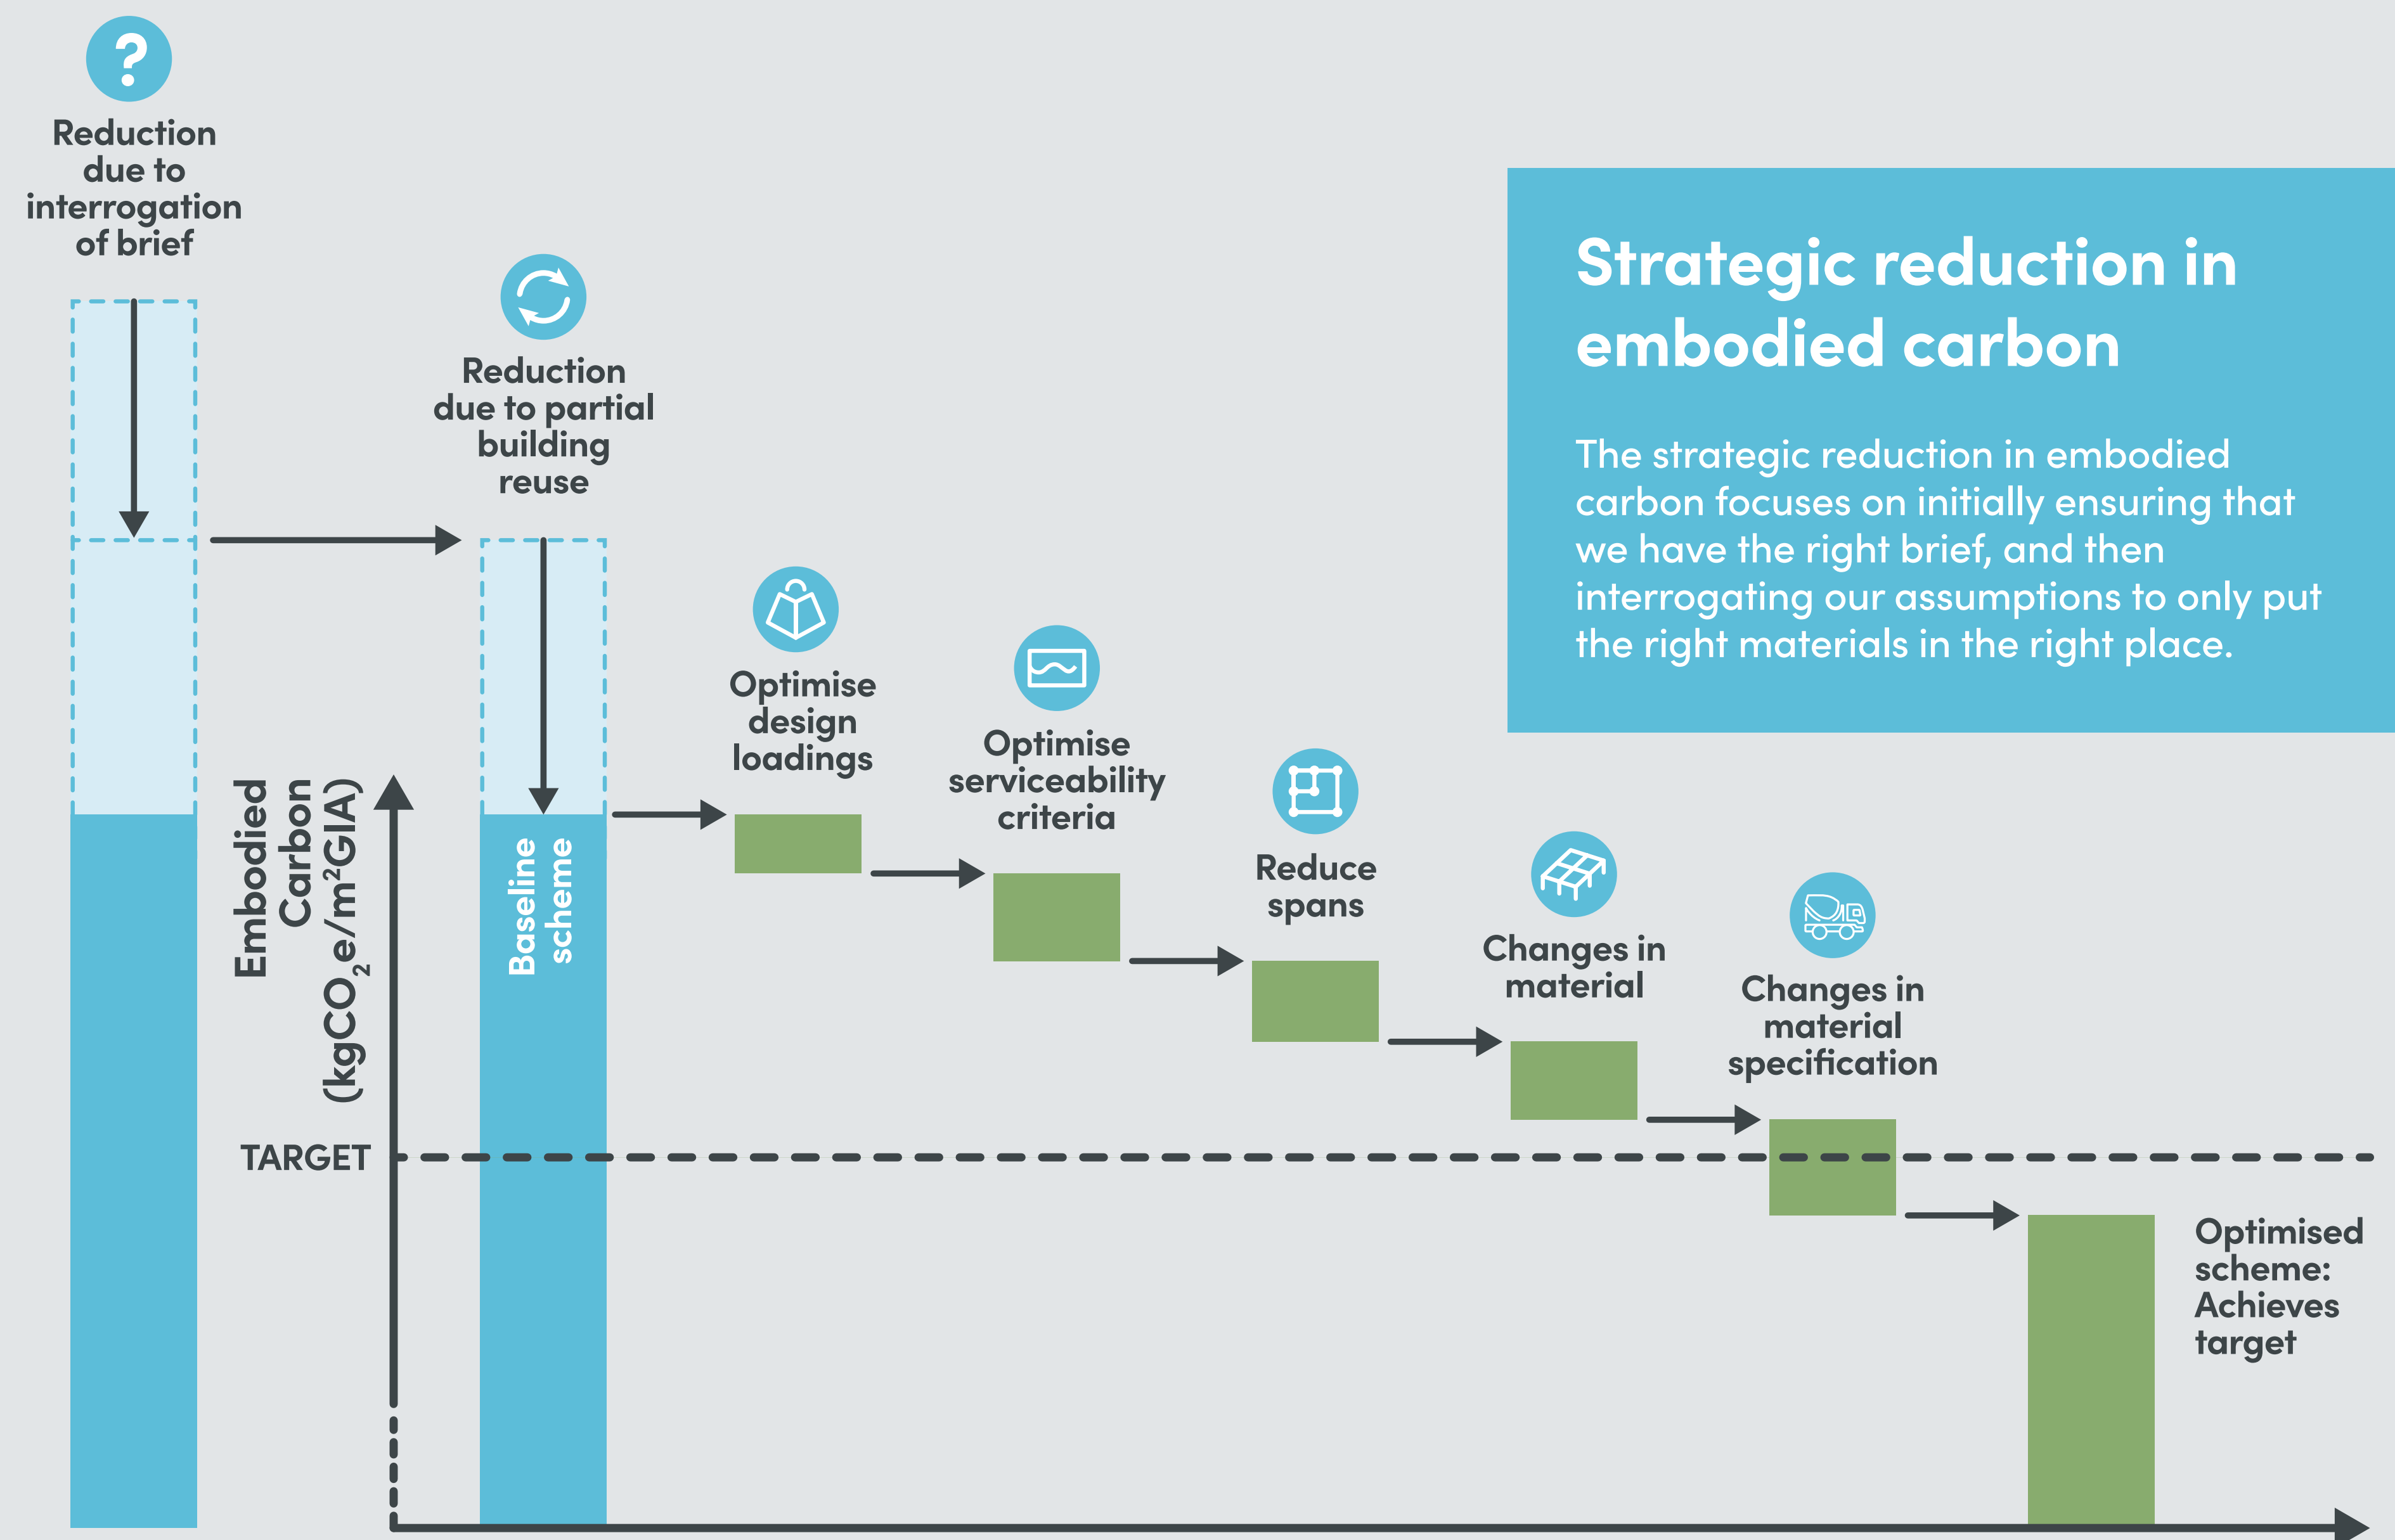 ?
Reduction
due to
interrogation
of brief
Reduction
due to partial
building
reuse
Strategic reduction in
embodied carbon
The strategic reduction in embodied
carbon focuses on initially ensuring that
we have the right brief, and then
interrogating our assumptions to only put
the right materials in the right place.
Optimise
design
loadings
Optimise
serviceability
criteria
Reduce
spans
Changes in
material
Changes in
material
specification
Embodied
Carbon
(kgCO₂e/m²GIA)
Baseline
scheme
TARGET
Optimised
scheme:
Achieves
target